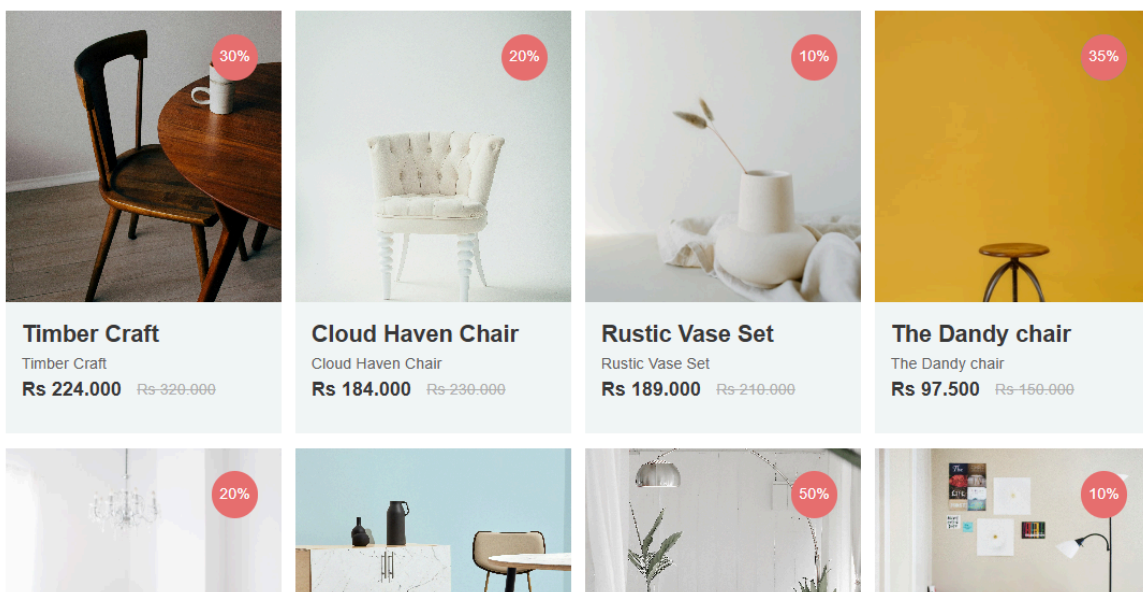 30%
20%
10%
35%
Timber Craft
Timber Craft
Rs 224.000 Rs 320.000
Cloud Haven Chair
Cloud Haven Chair
Rs 184.000 Rs 230.000
Rustic Vase Set
Rustic Vase Set
Rs 189.000 Rs 210.000
The Dandy chair
The Dandy chair
Rs 97.500 Rs 150.000
20%
50%
10%